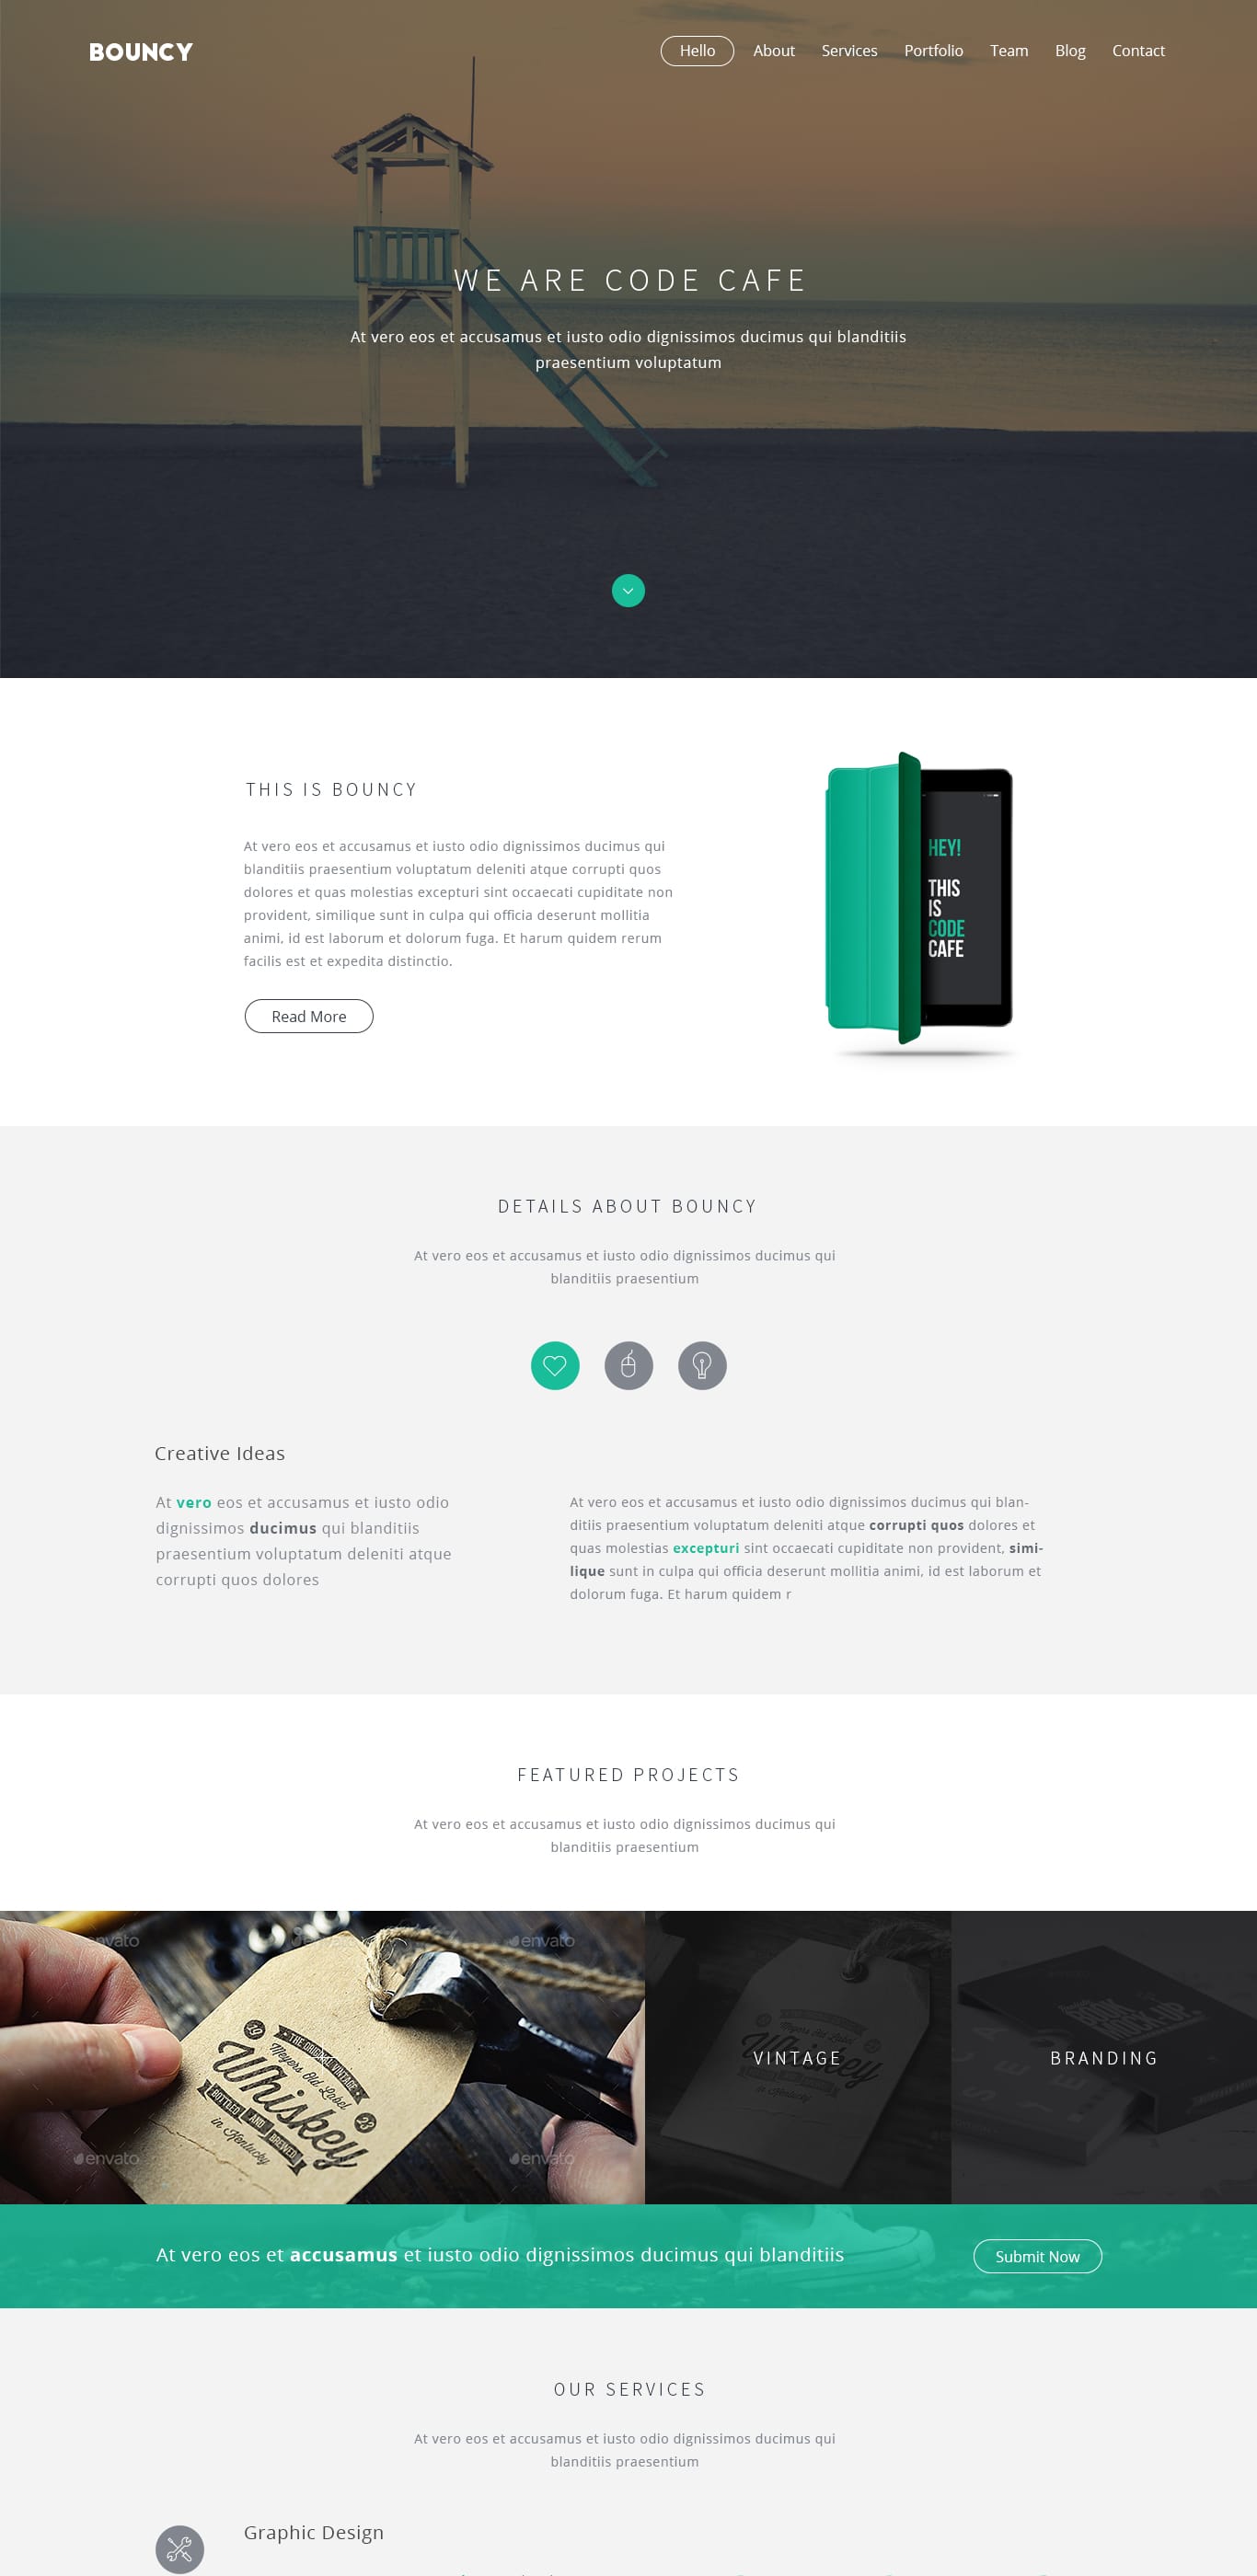 BOUNCY
Hello About Services Portfolio Team Blog Contact
WE ARE CODE CAFE
At vero eos et accusamus et iusto odio dignissimos ducimus qui blanditiis
praesentium voluptatum
THIS IS BOUNCY
At vero eos et accusamus et iusto odio dignissimos ducimus qui
blanditiis praesentium voluptatum deleniti atque corrupti quos
dolores et quas molestias excepturi sint occaecati cupiditate non
provident, similique sunt in culpa qui officia deserunt mollitia
animi, id est laborum et dolorum fuga. Et harum quidem rerum
facilis est et expedita distinctio.
Read More
HEY!
THIS
IS
CODE
CAFE
DETAILS ABOUT BOUNCY
At vero eos et accusamus et iusto odio dignissimos ducimus qui
blanditiis praesentium
Creative Ideas
At vero eos et accusamus et iusto odio
dignissimos ducimus qui blanditiis
praesentium voluptatum deleniti atque
corrupti quos dolores
At vero eos et accusamus et iusto odio dignissimos ducimus qui blan-
ditiis praesentium voluptatum deleniti atque corrupti quos dolores et
quas molestias excepturi sint occaecati cupiditate non provident, simi-
lique sunt in culpa qui officia deserunt mollitia animi, id est laborum et
dolorum fuga. Et harum quidem r
FEATURED PROJECTS
At vero eos et accusamus et iusto odio dignissimos ducimus qui
blanditiis praesentium
envato
envato
19
THE ORIGINAL VINTAGE
Meyers Old Label
Whiskey
23
BOTTLED AND BREWED
in Kentucky
envato
envato
VINTAGE
BRANDING
At vero eos et accusamus et iusto odio dignissimos ducimus qui blanditiis
Submit Now
OUR SERVICES
At vero eos et accusamus et iusto odio dignissimos ducimus qui
blanditiis praesentium
Graphic Design